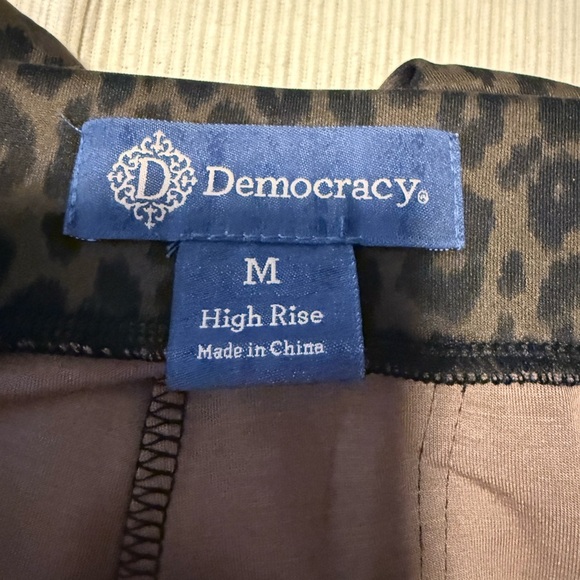 D Democracy®
M
High Rise
Made in China